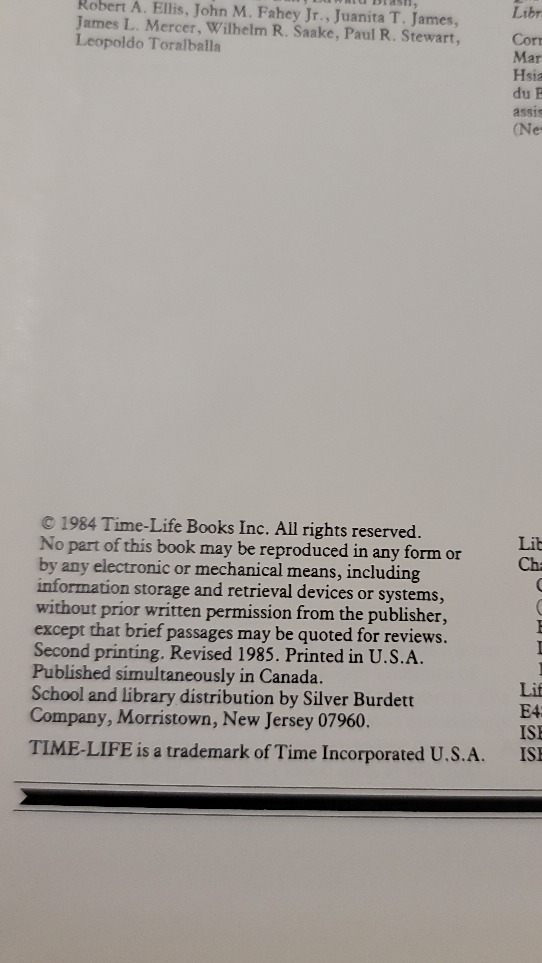 Robert A. Ellis, John M. Fahey Jr., Juanita T. James,
James L. Mercer, Wilhelm R. Saake, Paul R. Stewart,
Leopoldo Toralballa
© 1984 Time-Life Books Inc. All rights reserved.
No part of this book may be reproduced in any form or
by any electronic or mechanical means, including
information storage and retrieval devices or systems,
without prior written permission from the publisher,
except that brief passages may be quoted for reviews.
Second printing. Revised 1985. Printed in U.S.A.
Published simultaneously in Canada.
School and library distribution by Silver Burdett
Company, Morristown, New Jersey 07960.
TIME-LIFE is a trademark of Time Incorporated U.S.A.